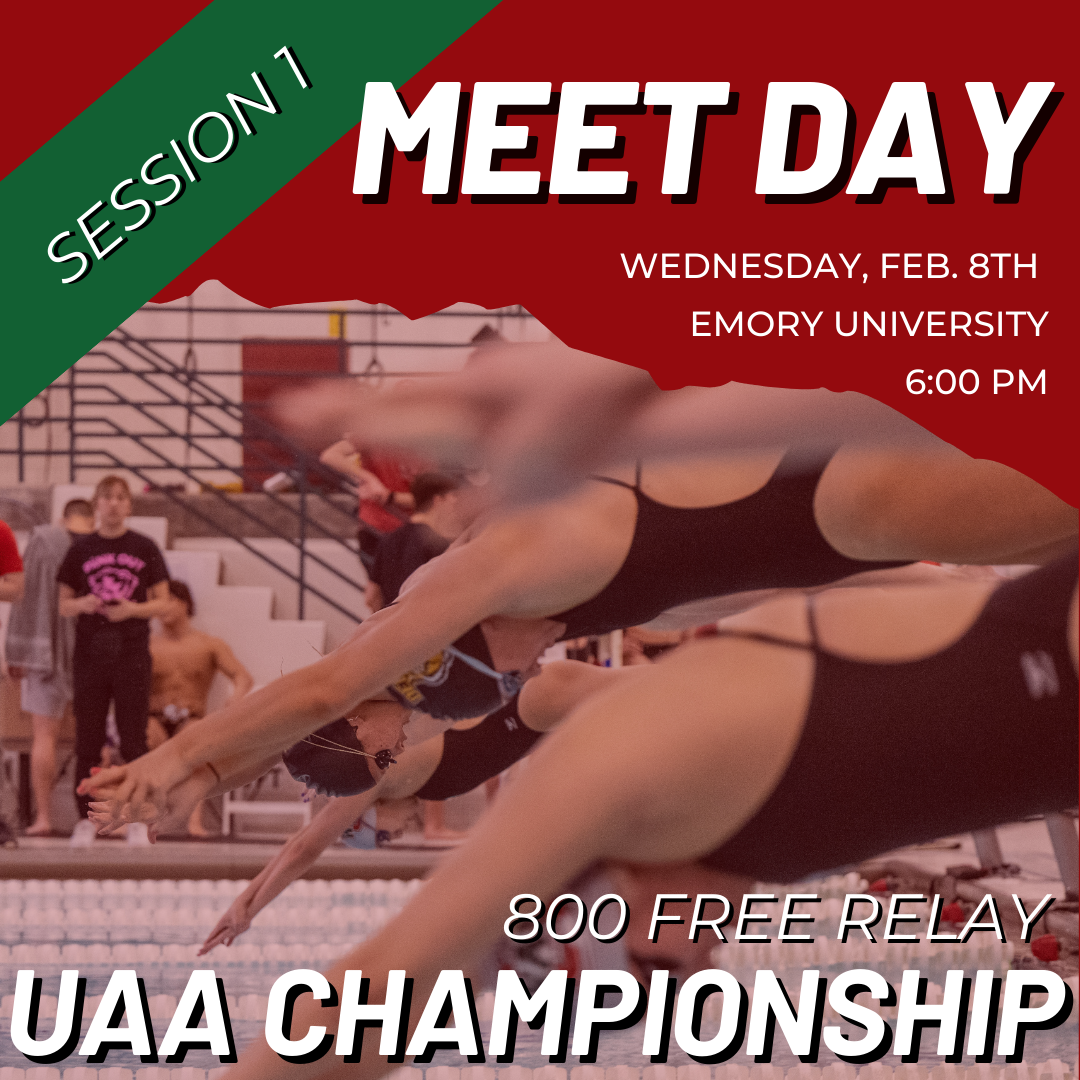 SESSION 1
MEET DAY
WEDNESDAY, FEB. 8TH
EMORY UNIVERSITY
6:00 PM
800 FREE RELAY
UAA CHAMPIONSHIP